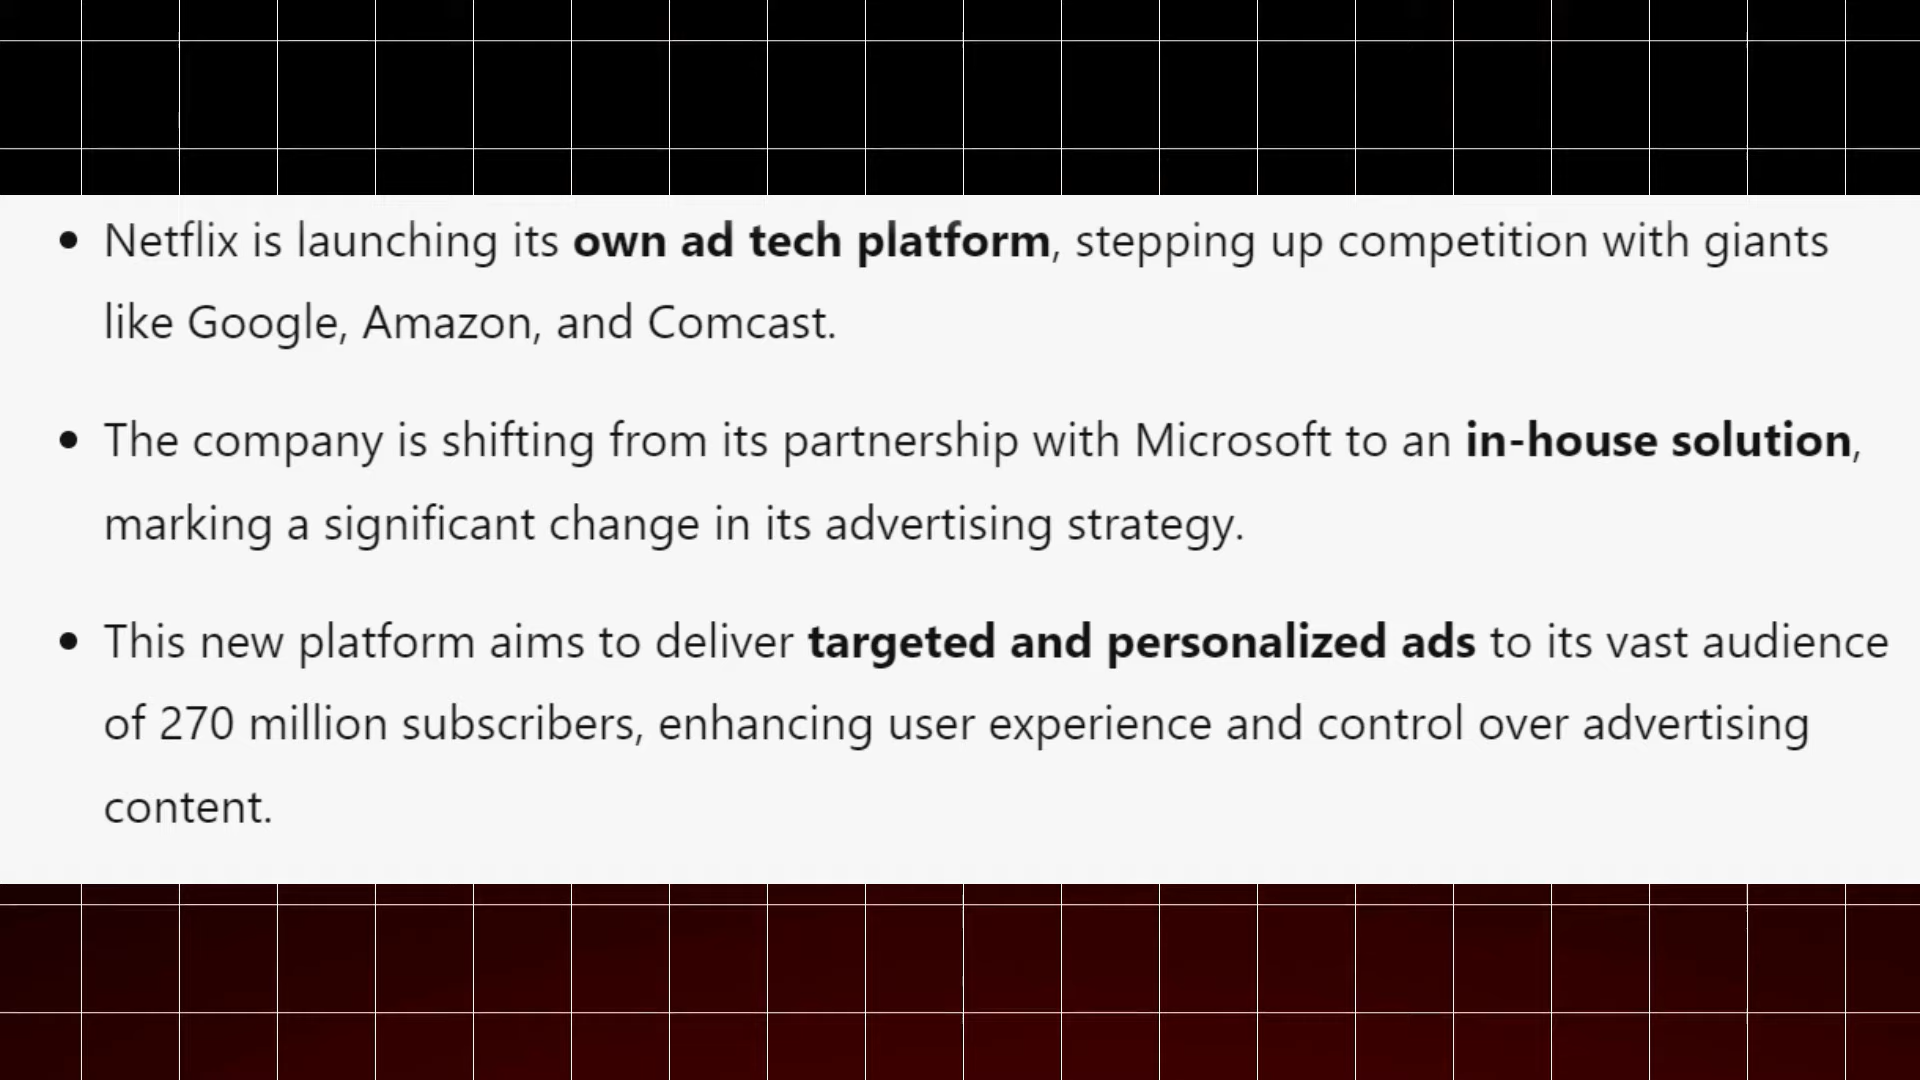 • Netflix is launching its own ad tech platform, stepping up competition with giants
like Google, Amazon, and Comcast.
• The company is shifting from its partnership with Microsoft to an in-house solution,
marking a significant change in its advertising strategy.
• This new platform aims to deliver targeted and personalized ads to its vast audience
of 270 million subscribers, enhancing user experience and control over advertising
content.